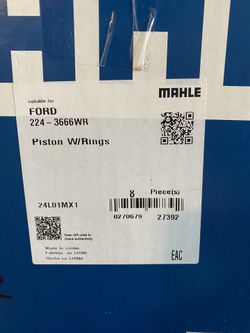 MAHLE
suitable for
FORD
224-3666WR
Piston W/Rings
24L01MX1
8 Piece(s)
0270679 27392
Scan QR-code to
check authenticity
EAC